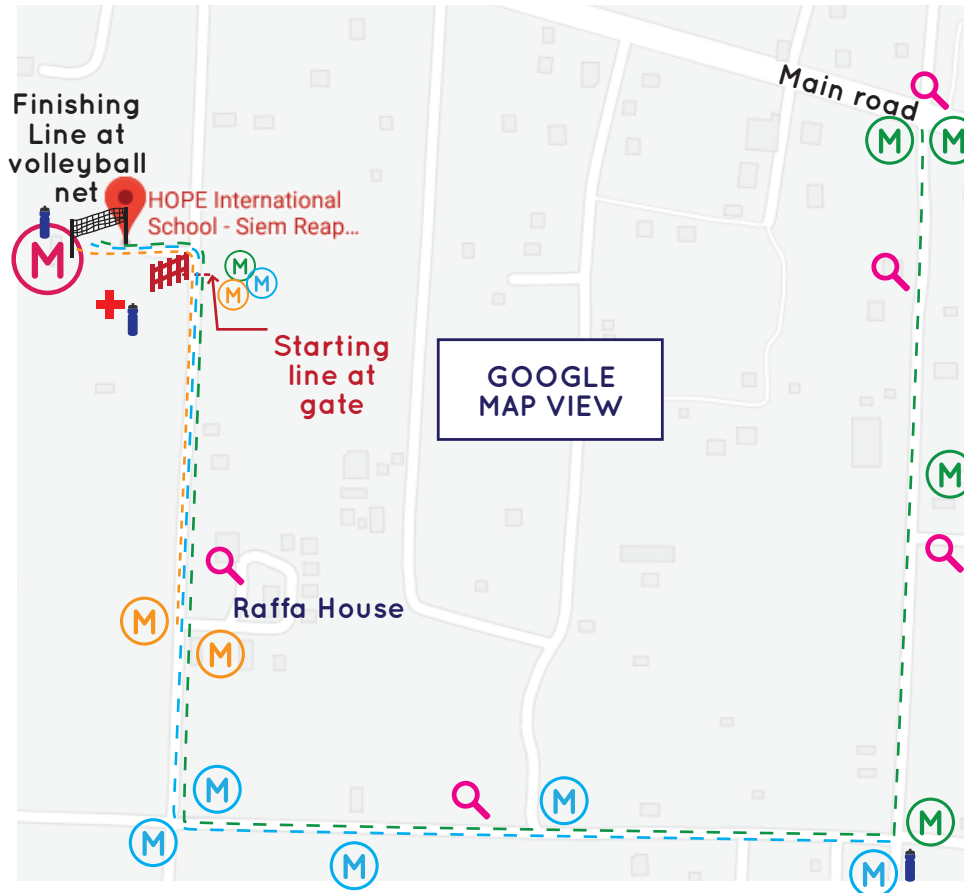 Main road
Finishing
Line at
volleyball
net
HOPE International
School - Siem Reap...
M
M
M
M
M
M
Starting
line at
gate
GOOGLE
MAP VIEW
M
Raffa House
M
M
M
M
M
M
M
M